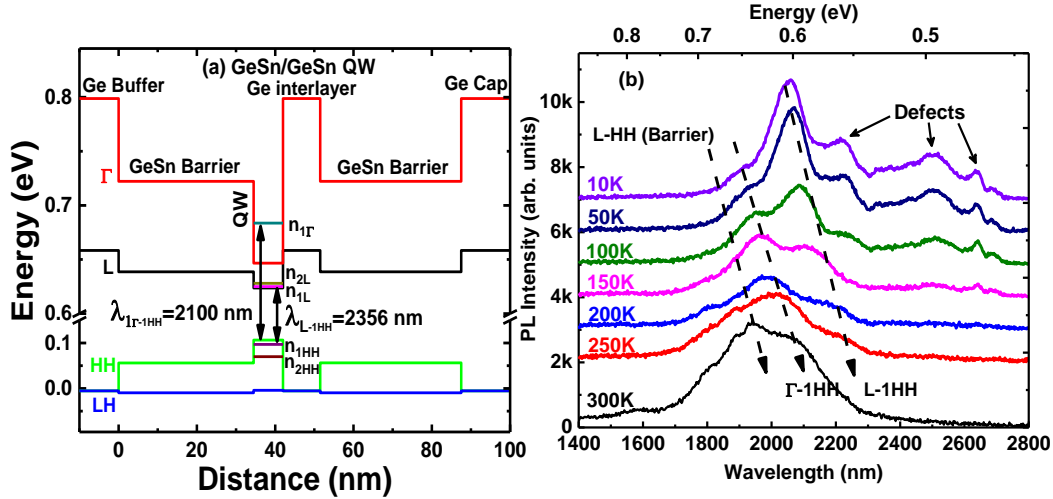 (a) GeSn/GeSn QW
Ge Buffer
Ge interlayer
Ge Cap
GeSn Barrier
GeSn Barrier
Γ
QW
n1Γ
L
n2L
n1L
λ1Γ-1HH=2100 nm
λL-1HH=2356 nm
n1HH
n2HH
HH
LH
0.8
0.7
0.6
0.1
0.0
Energy (eV)
0 20 40 60 80 100
Distance (nm)
Energy (eV)
0.8 0.7 0.6 0.5
(b)
Defects
L-HH (Barrier)
10K
50K
100K
150K
200K
250K
300K
Γ-1HH
L-1HH
10k
8k
6k
4k
2k
0
PL Intensity (arb. units)
1400 1600 1800 2000 2200 2400 2600 2800
Wavelength (nm)